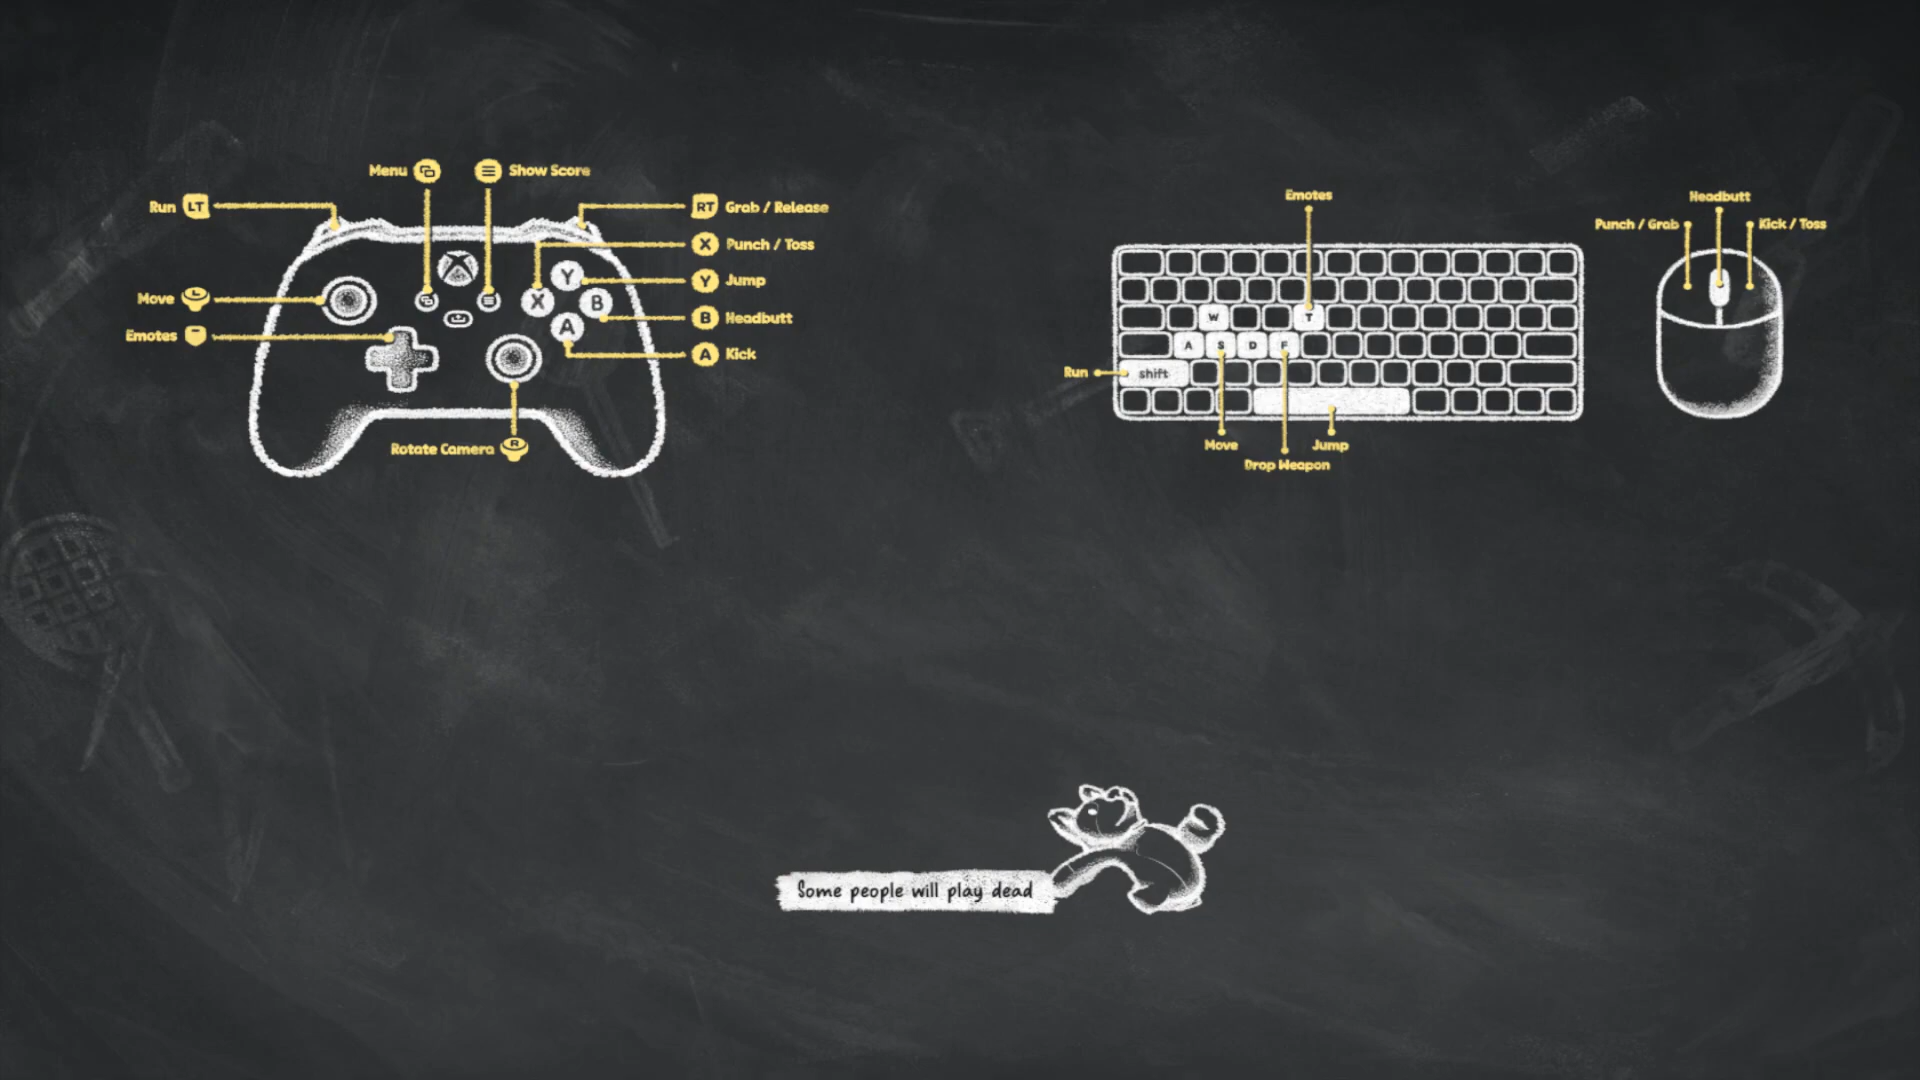 Menu
Show Score
Run LT
RT Grab / Release
X Punch / Toss
Y Jump
B Headbutt
A Kick
Move L
Emotes
Y
X
B
A
Rotate Camera R
Emotes
Headbutt
Punch / Grab
Kick / Toss
W
T
A
S
D
F
Run
shift
Move
Jump
Drop Weapon
Some people will play dead